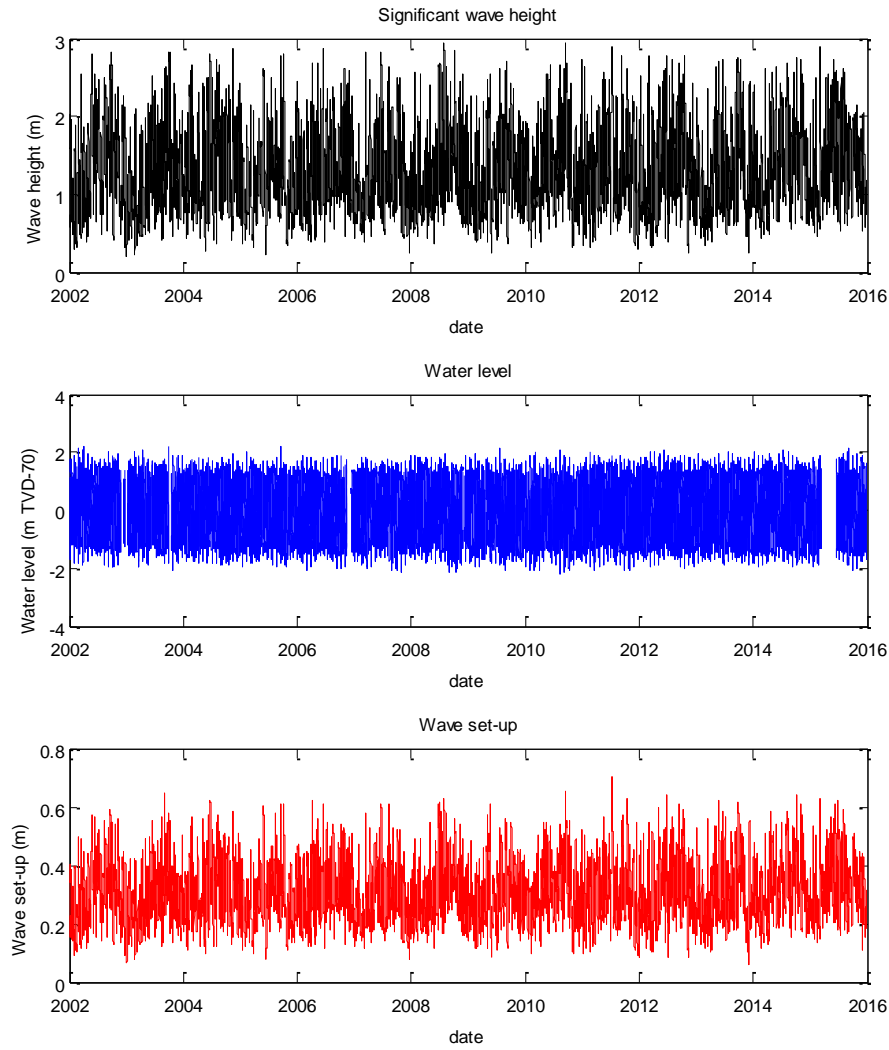 Significant wave height
3
2
1
0
Wave height (m)
2002 2004 2006 2008 2010 2012 2014 2016
date
Water level
4
2
0
-2
-4
Water level (m TVD-70)
2002 2004 2006 2008 2010 2012 2014 2016
date
Wave set-up
0.8
0.6
0.4
0.2
0
Wave set-up (m)
2002 2004 2006 2008 2010 2012 2014 2016
date